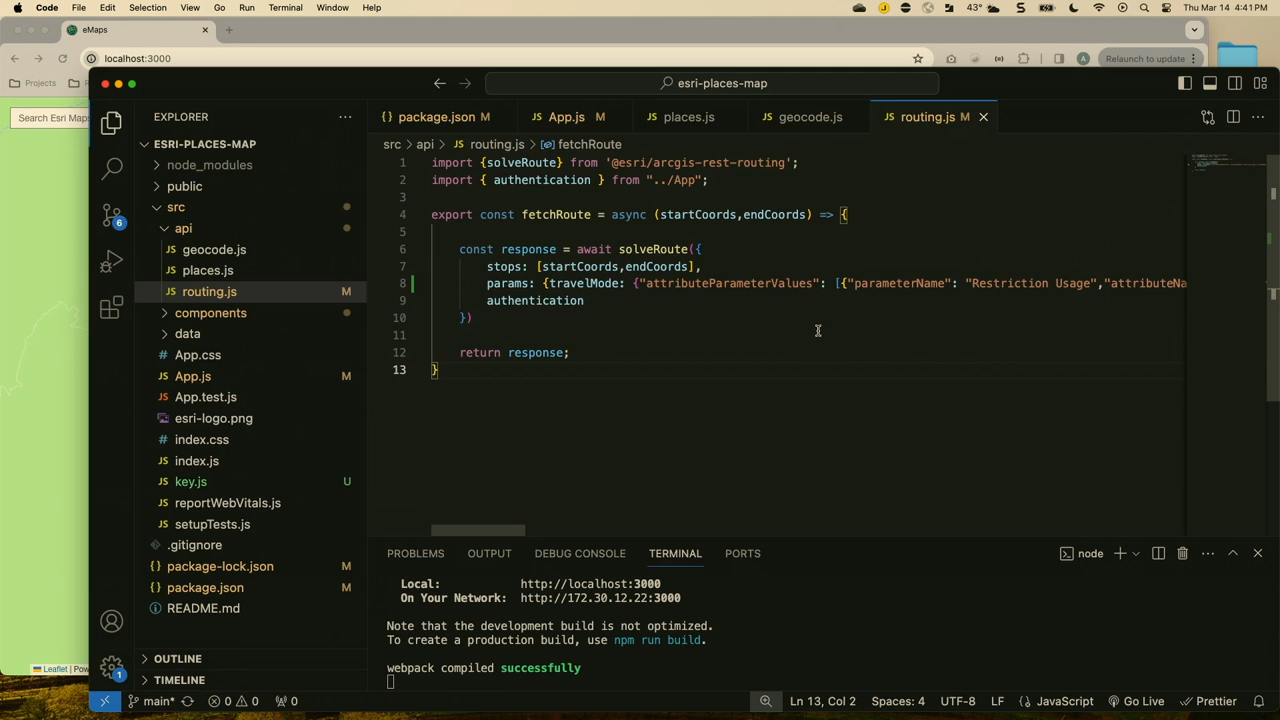 Code File Edit Selection View Go Run Terminal Window Help
43° Thu Mar 14 4:41 PM
eMaps
localhost:3000
Relaunch to update
Projects
esri-places-map
Search Esri Maps
EXPLORER
package.json M App.js M places.js geocode.js routing.js M
ESRI-PLACES-MAP
src > api > routing.js > fetchRoute
node_modules
public
src
api
geocode.js
places.js
routing.js M
components
data
App.css
App.js M
App.test.js
esri-logo.png
index.css
index.js
key.js U
reportWebVitals.js
setupTests.js
.gitignore
package-lock.json M
package.json M
README.md
OUTLINE
TIMELINE
6
1
1 import {solveRoute} from '@esri/arcgis-rest-routing';
2 import { authentication } from "../App";
3
4 export const fetchRoute = async (startCoords,endCoords) => {
5
6 const response = await solveRoute({
7 stops: [startCoords,endCoords],
8 params: {travelMode: {"attributeParameterValues": [{"parameterName": "Restriction Usage","attributeNa
9 authentication
10 })
11
12 return response;
13 }
PROBLEMS OUTPUT DEBUG CONSOLE TERMINAL PORTS
node
Local: http://localhost:3000
On Your Network: http://172.30.12.22:3000
Note that the development build is not optimized.
To create a production build, use npm run build.
webpack compiled successfully
Leaflet | Pow
main* 0 0 0 Ln 13, Col 2 Spaces: 4 UTF-8 LF JavaScript Go Live Prettier